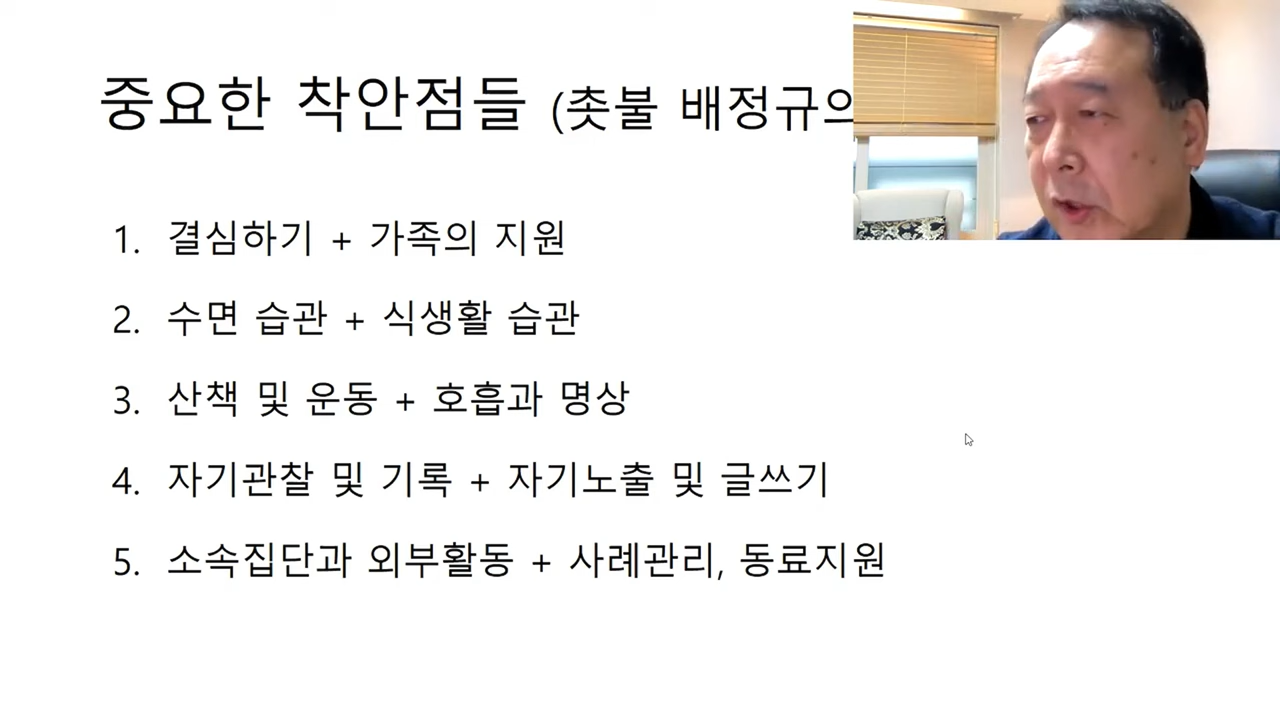 중요한 착안점들 (촛불 배정규의
1. 결심하기 + 가족의 지원
2. 수면 습관 + 식생활 습관
3. 산책 및 운동 + 호흡과 명상
4. 자기관찰 및 기록 + 자기노출 및 글쓰기
5. 소속집단과 외부활동 + 사례관리, 동료지원